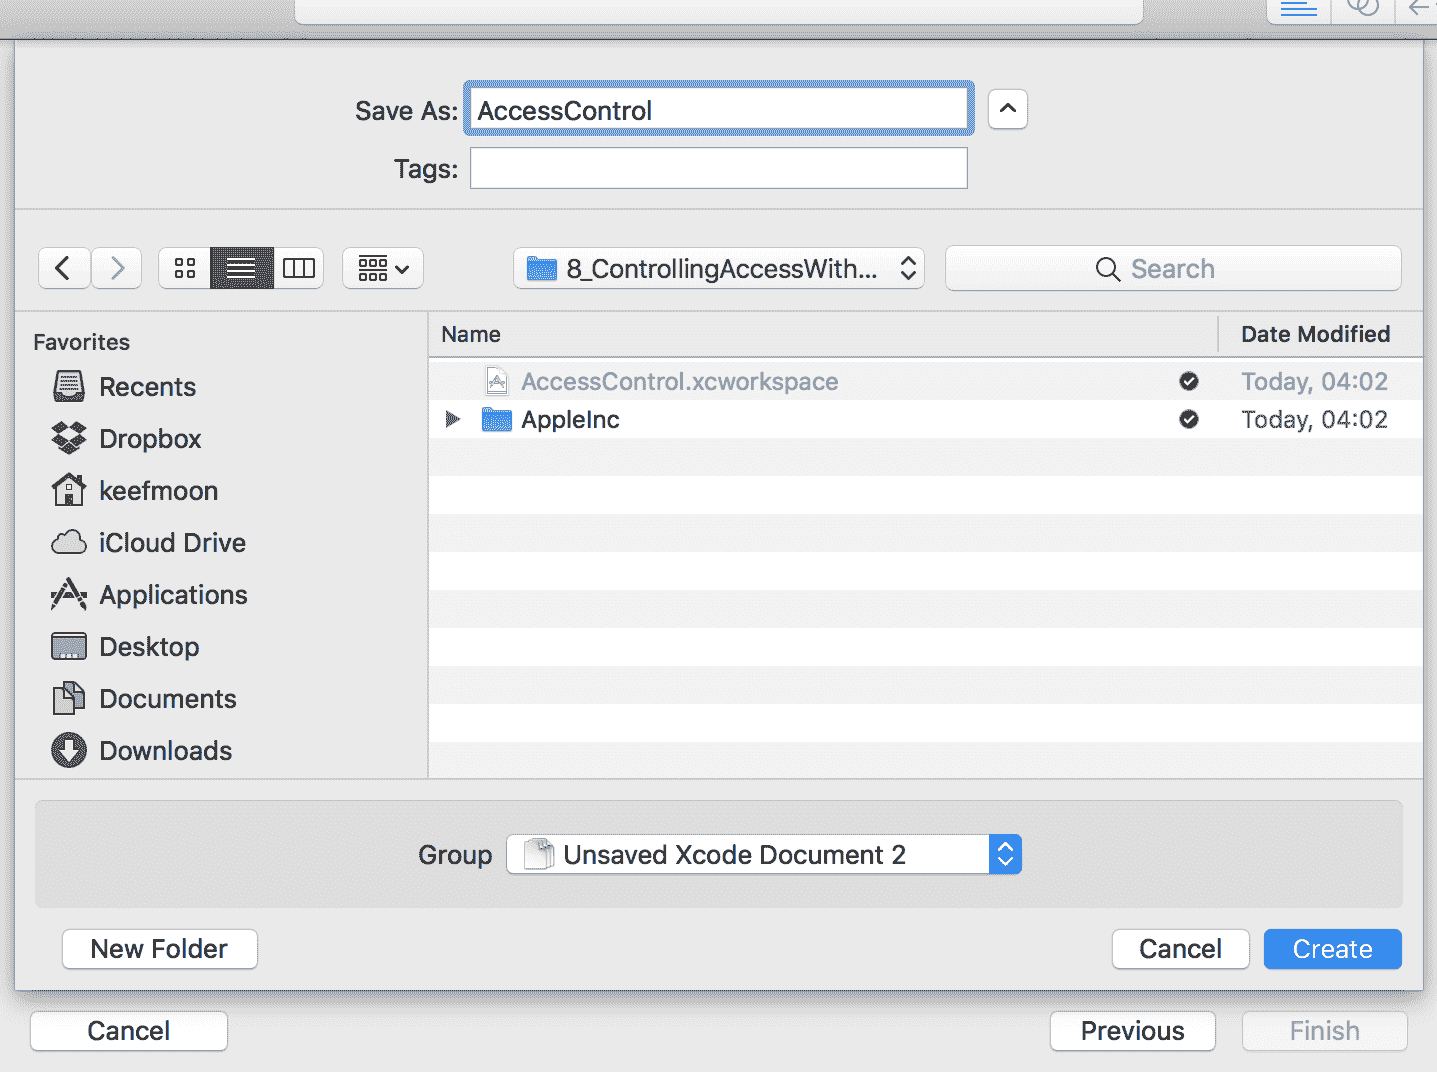 Save As: AccessControl
Tags:
8_ControllingAccessWith...
Search
Favorites
Recents
Dropbox
keefmoon
iCloud Drive
Applications
Desktop
Documents
Downloads
Name Date Modified
AccessControl.xcworkspace Today, 04:02
AppleInc Today, 04:02
Group Unsaved Xcode Document 2
New Folder Cancel Create
Cancel Previous Finish